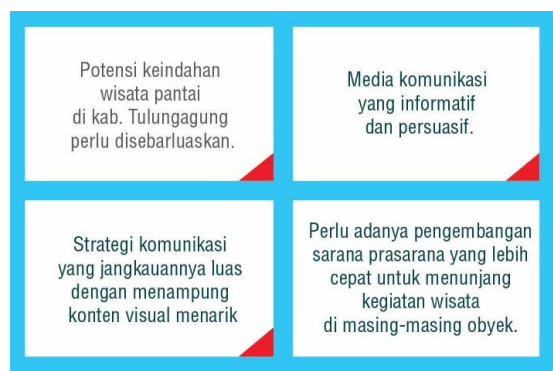 Potensi keindahan
wisata pantai
di kab. Tulungagung
perlu disebarluaskan.
Media komunikasi
yang informatif
dan persuasif.
Strategi komunikasi
yang jangkauannya luas
dengan menampung
konten visual menarik
Perlu adanya pengembangan
sarana prasarana yang lebih
cepat untuk menunjang
kegiatan wisata
di masing-masing obyek.